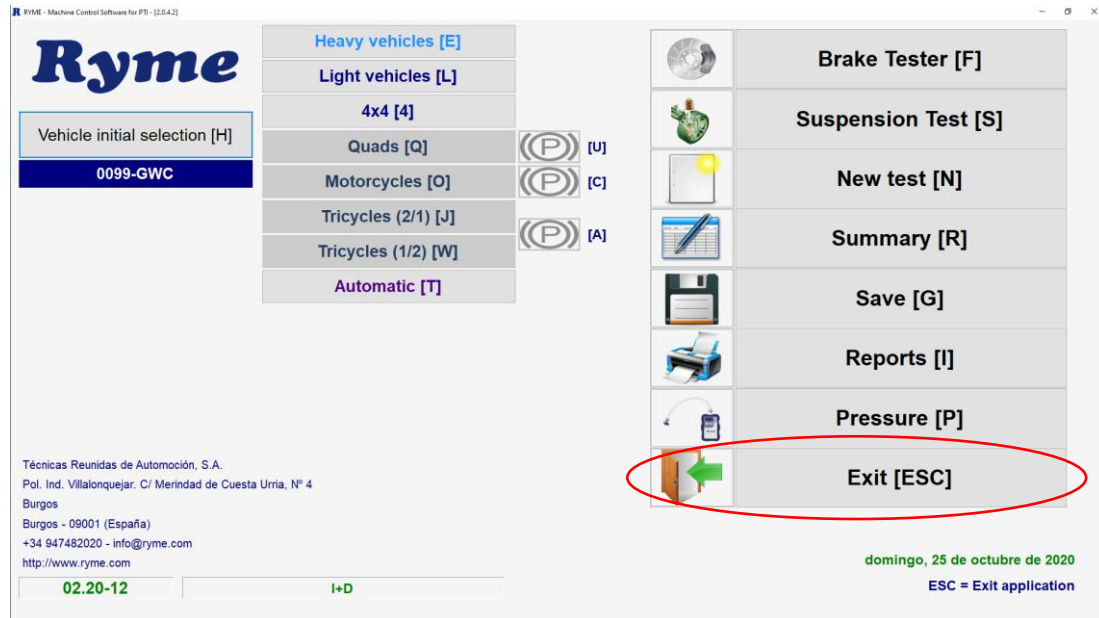 RYME - Machine Control Software for PTI - [2.0.4.2]
Ryme
Vehicle initial selection [H]
0099-GWC
Heavy vehicles [E]
Light vehicles [L]
4x4 [4]
Quads [Q]
(P) [U]
Motorcycles [O]
(P) [C]
Tricycles (2/1) [J]
Tricycles (1/2) [W]
(P) [A]
Automatic [T]
Brake Tester [F]
Suspension Test [S]
New test [N]
Summary [R]
Save [G]
Reports [I]
Pressure [P]
Exit [ESC]
Técnicas Reunidas de Automoción, S.A.
Pol. Ind. Villalonquejar. C/ Merindad de Cuesta Urria, Nº 4
Burgos
Burgos - 09001 (España)
+34 947482020 - info@ryme.com
http://www.ryme.com
02.20-12
I+D
domingo, 25 de octubre de 2020
ESC = Exit application